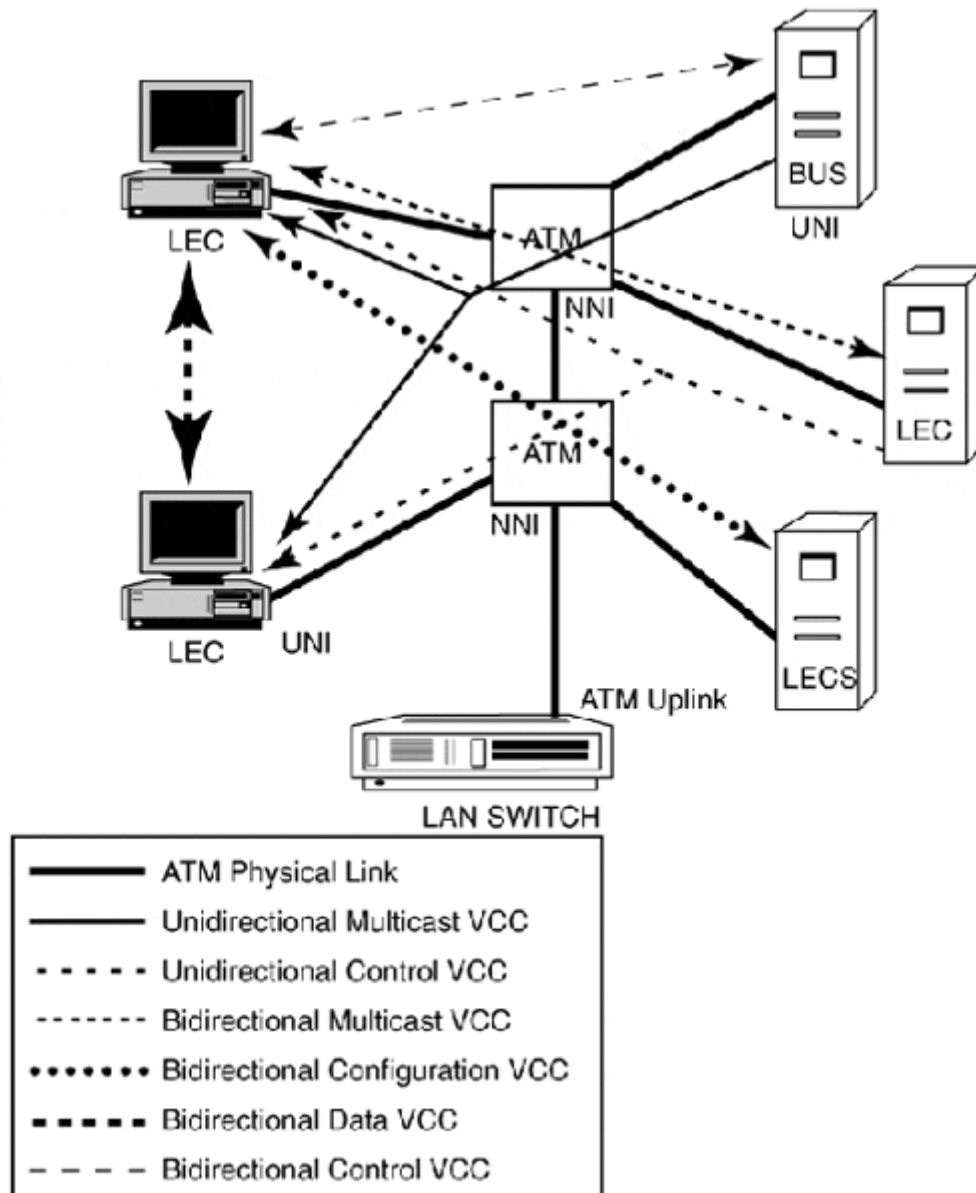 BUS
UNI
LEC
ATM
NNI
LEC
ATM
NNI
LECS
LEC
UNI
ATM Uplink
LAN SWITCH
ATM Physical Link
Unidirectional Multicast VCC
Unidirectional Control VCC
Bidirectional Multicast VCC
Bidirectional Configuration VCC
Bidirectional Data VCC
Bidirectional Control VCC